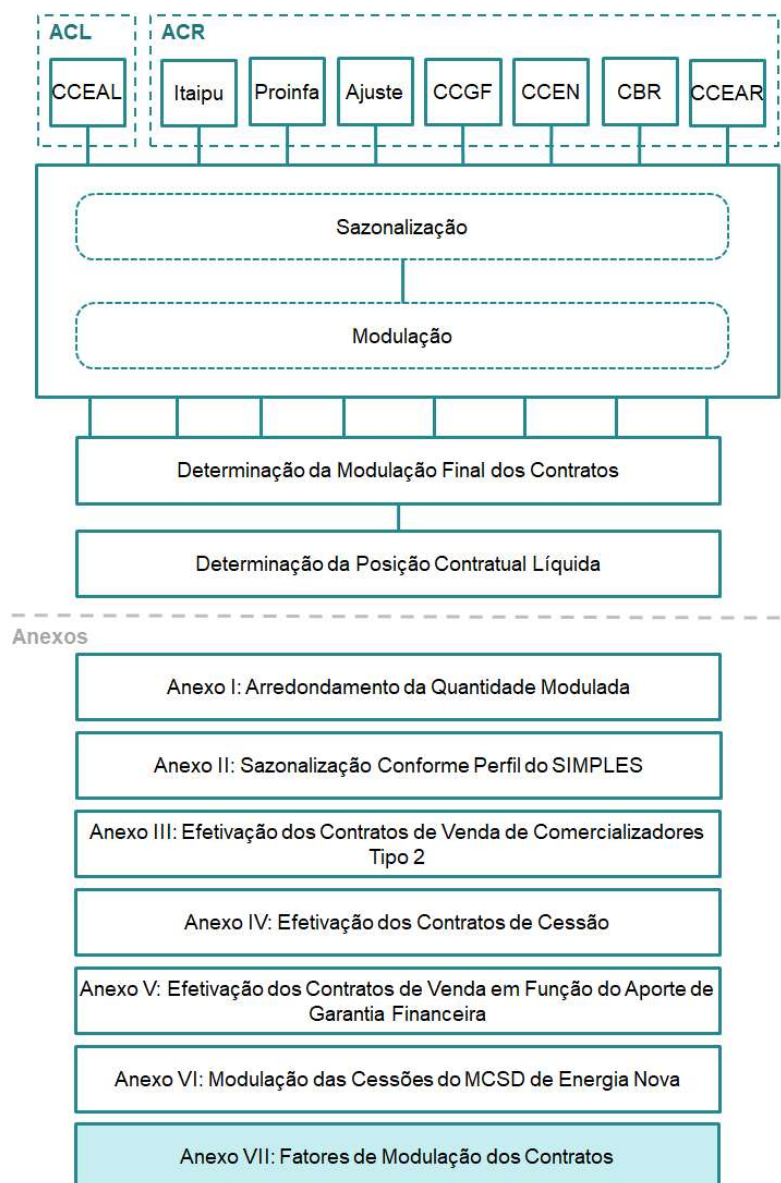 ACL
ACR
CCEAL
Itaipu
Proinfa
Ajuste
CCGF
CCEN
CBR
CCEAR
Sazonalização
Modulação
Determinação da Modulação Final dos Contratos
Determinação da Posição Contratual Líquida
Anexos
Anexo I: Arredondamento da Quantidade Modulada
Anexo II: Sazonalização Conforme Perfil do SIMPLES
Anexo III: Efetivação dos Contratos de Venda de Comercializadores
Tipo 2
Anexo IV: Efetivação dos Contratos de Cessão
Anexo V: Efetivação dos Contratos de Venda em Função do Aporte de
Garantia Financeira
Anexo VI: Modulação das Cessões do MCSD de Energia Nova
Anexo VII: Fatores de Modulação dos Contratos